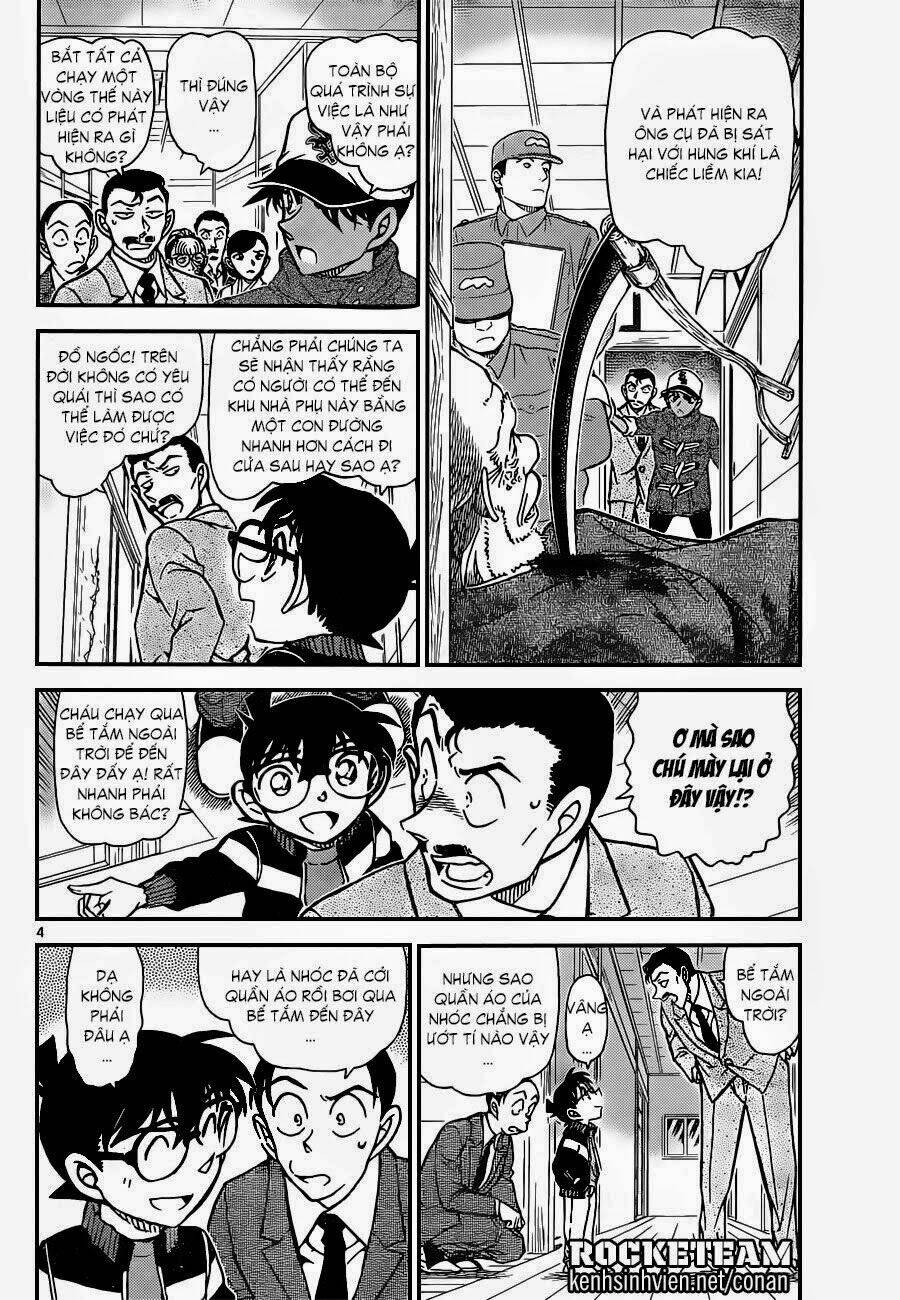 VÀ PHÁT HIỆN RA
ÔNG CỤ ĐÃ BỊ SÁT
HẠI VỚI HUNG KHÍ LÀ
CHIẾC LIỀM KIA!
TOÀN BỘ
QUÁ TRÌNH SỰ
VIỆC LÀ NHƯ
VẬY PHẢI
KHÔNG Ạ?
THÌ ĐÚNG
VẬY
...
BẮT TẤT CẢ
CHẠY MỘT
VÒNG THẾ NÀY
LIỆU CÓ PHÁT
HIỆN RA GÌ
KHÔNG?
CHẲNG PHẢI CHÚNG TA
SẼ NHẬN THẤY RẰNG
CÓ NGƯỜI CÓ THỂ ĐẾN
KHU NHÀ PHỤ NÀY BẰNG
MỘT CON ĐƯỜNG
NHANH HƠN CÁCH ĐI
CỬA SAU HAY SAO Ạ?
ĐỒ NGỐC! TRÊN
ĐỜI KHÔNG CÓ YÊU
QUÁI THÌ SAO CÓ
THỂ LÀM ĐƯỢC
VIỆC ĐÓ CHỨ?
Ơ MÀ SAO
CHÚ MÀY LẠI Ở
ĐÂY VẬY!?
CHÁU CHẠY QUA
BỂ TẮM NGOÀI
TRỜI ĐỂ ĐẾN
ĐÂY ĐẤY Ạ! RẤT
NHANH PHẢI
KHÔNG BÁC?
4
BỂ TẮM
NGOÀI
TRỜI?
VÂNG
Ạ
...
NHƯNG SAO
QUẦN ÁO CỦA
NHÓC CHẲNG BỊ
ƯỚT TÍ NÀO VẬY
...
HAY LÀ NHÓC ĐÃ CỞI
QUẦN ÁO RỒI BƠI QUA
BỂ TẮM ĐẾN ĐÂY
...
DẠ
KHÔNG
PHẢI
ĐÂU Ạ
...
ROCKETEAM
kenhsinhvien.net/conan